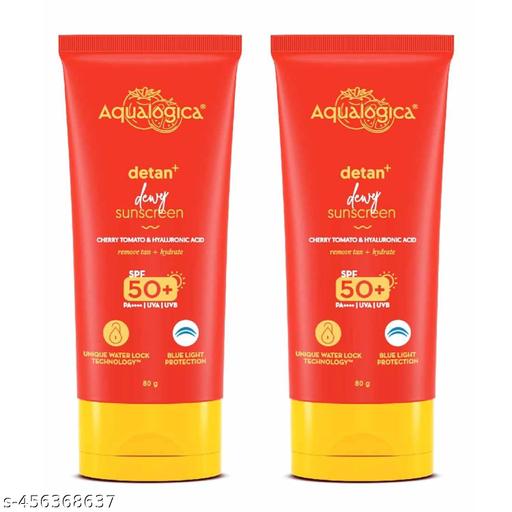 Aqualogica®
detan+
dewy
sunscreen
CHERRY TOMATO & HYALURONIC ACID
remove tan + hydrate
SPF
50+
PA++++ | UVA | UVB
UNIQUE WATER LOCK
TECHNOLOGY™
BLUE LIGHT
PROTECTION
80 g
Aqualogica®
detan+
dewy
sunscreen
CHERRY TOMATO & HYALURONIC ACID
remove tan + hydrate
SPF
50+
PA++++ | UVA | UVB
UNIQUE WATER LOCK
TECHNOLOGY™
BLUE LIGHT
PROTECTION
80 g
s-456368637